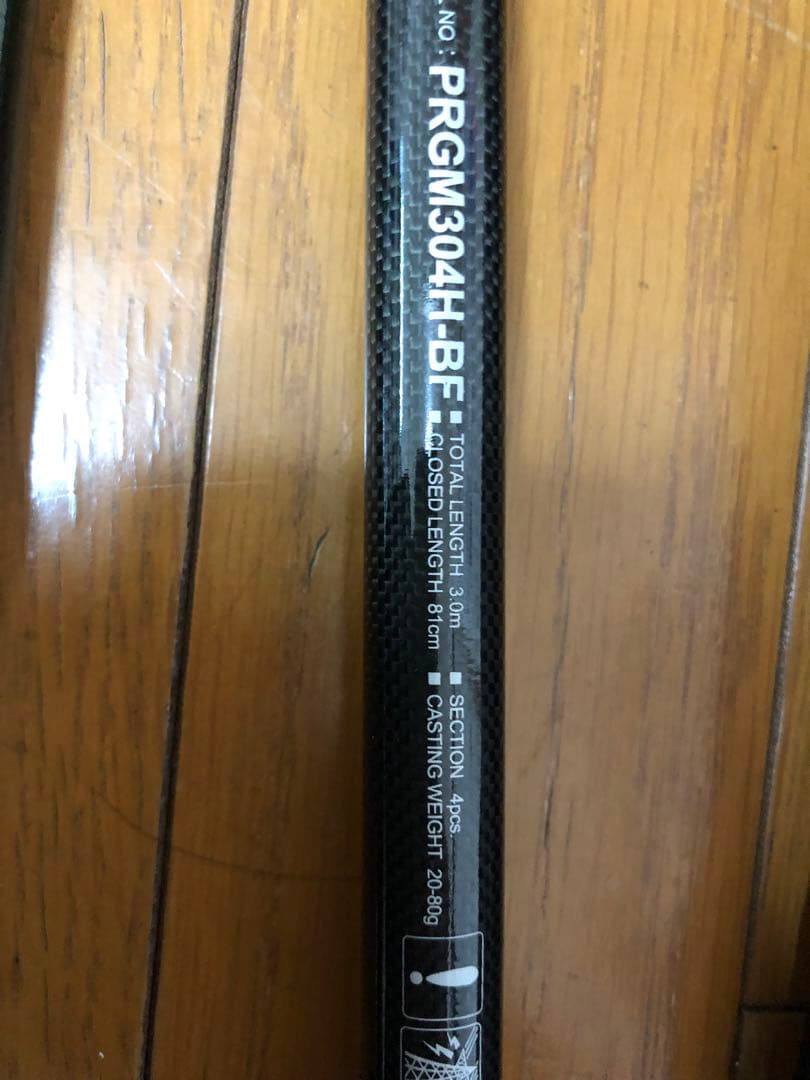 NO : PRGM304H-BF
■ TOTAL LENGTH 3.0m ■ SECTION 4pcs.
■ CLOSED LENGTH 81cm ■ CASTING WEIGHT 20-80g